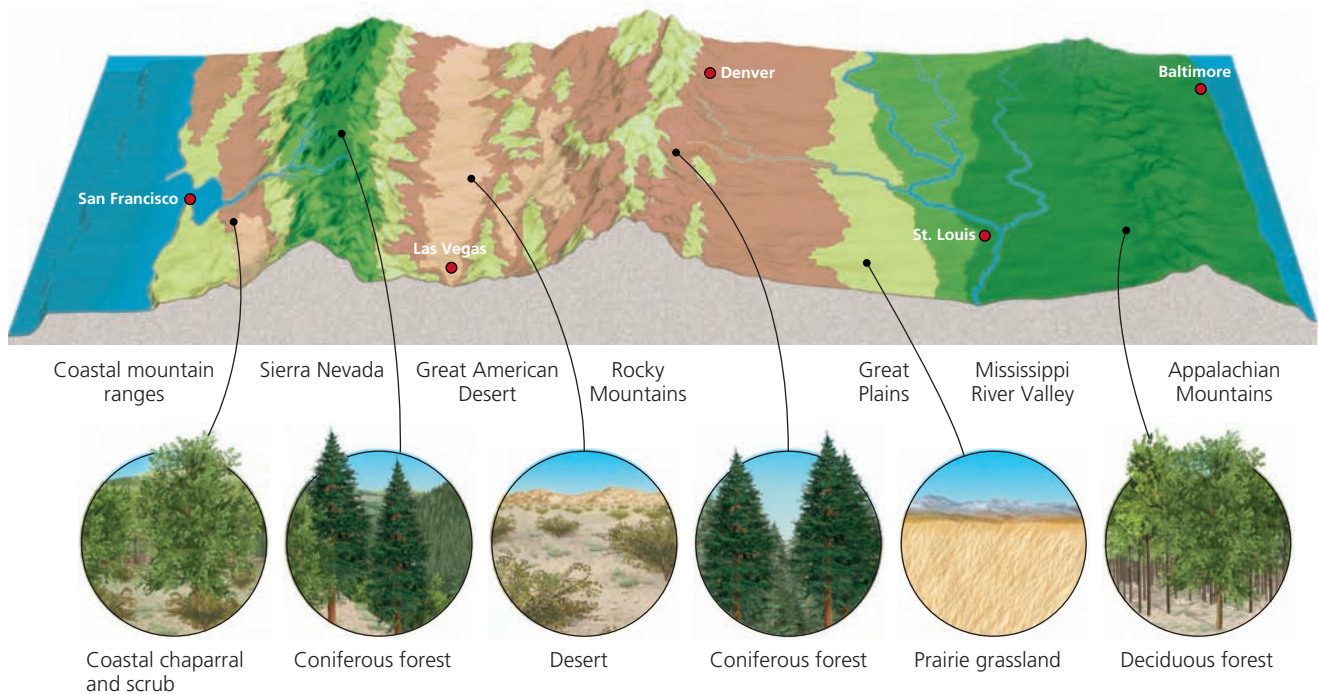 Denver
Baltimore
San Francisco
St. Louis
Las Vegas
Coastal mountain
ranges
Sierra Nevada
Great American
Desert
Rocky
Mountains
Great
Plains
Mississippi
River Valley
Appalachian
Mountains
Coastal chaparral
and scrub
Coniferous forest
Desert
Coniferous forest
Prairie grassland
Deciduous forest